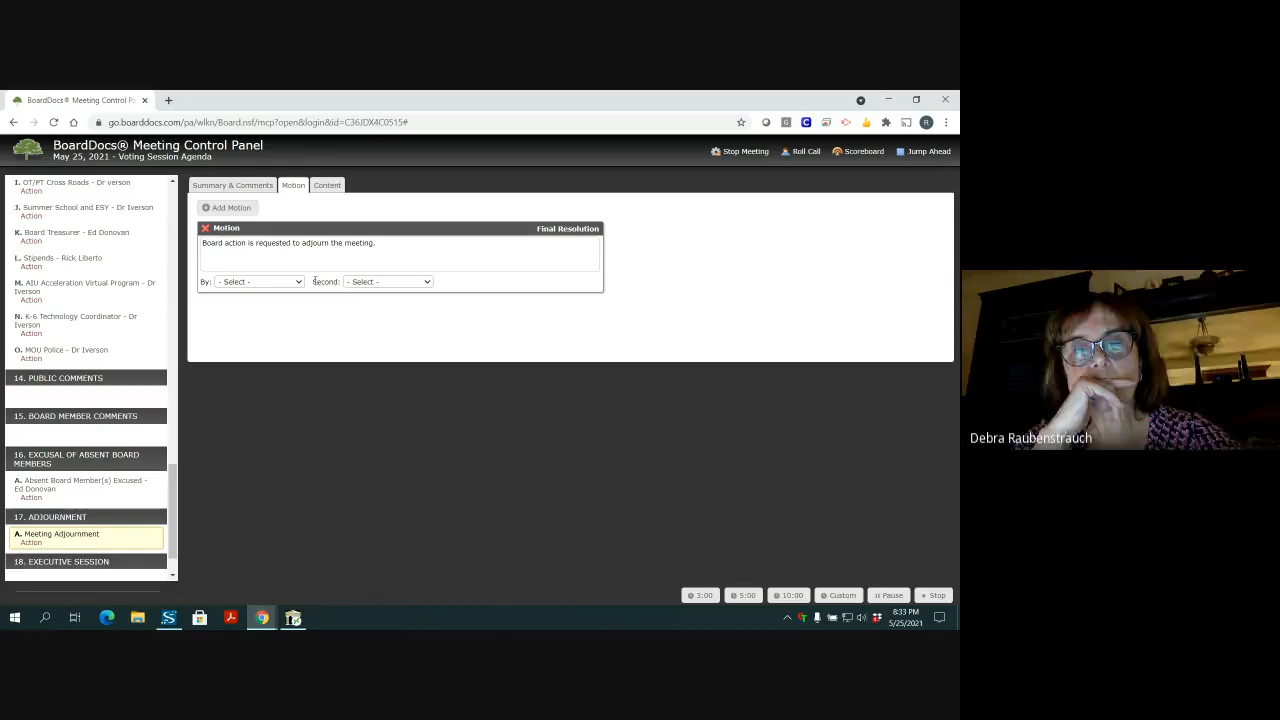 BoardDocs® Meeting Control Pa
go.boarddocs.com/pa/wlkn/Board.nsf/mcp?open&login&id=C36JDX4C0515#
BoardDocs® Meeting Control Panel
May 25, 2021 - Voting Session Agenda
Stop Meeting
Roll Call
Scoreboard
Jump Ahead
I. OT/PT Cross Roads - Dr verson
Action
J. Summer School and ESY - Dr Iverson
Action
K. Board Treasurer - Ed Donovan
Action
L. Stipends - Rick Liberto
Action
M. AIU Acceleration Virtual Program - Dr
Iverson
Action
N. K-6 Technology Coordinator - Dr
Iverson
Action
O. MOU Police - Dr Iverson
Action
14. PUBLIC COMMENTS
15. BOARD MEMBER COMMENTS
16. EXCUSAL OF ABSENT BOARD
MEMBERS
A. Absent Board Member(s) Excused -
Ed Donovan
Action
17. ADJOURNMENT
A. Meeting Adjournment
Action
18. EXECUTIVE SESSION
Summary & Comments
Motion
Content
Add Motion
Motion
Final Resolution
Board action is requested to adjourn the meeting.
By: - Select -
Second: - Select -
3:00
5:00
10:00
Custom
Pause
Stop
8:33 PM
5/25/2021
Debra Raubenstrauch